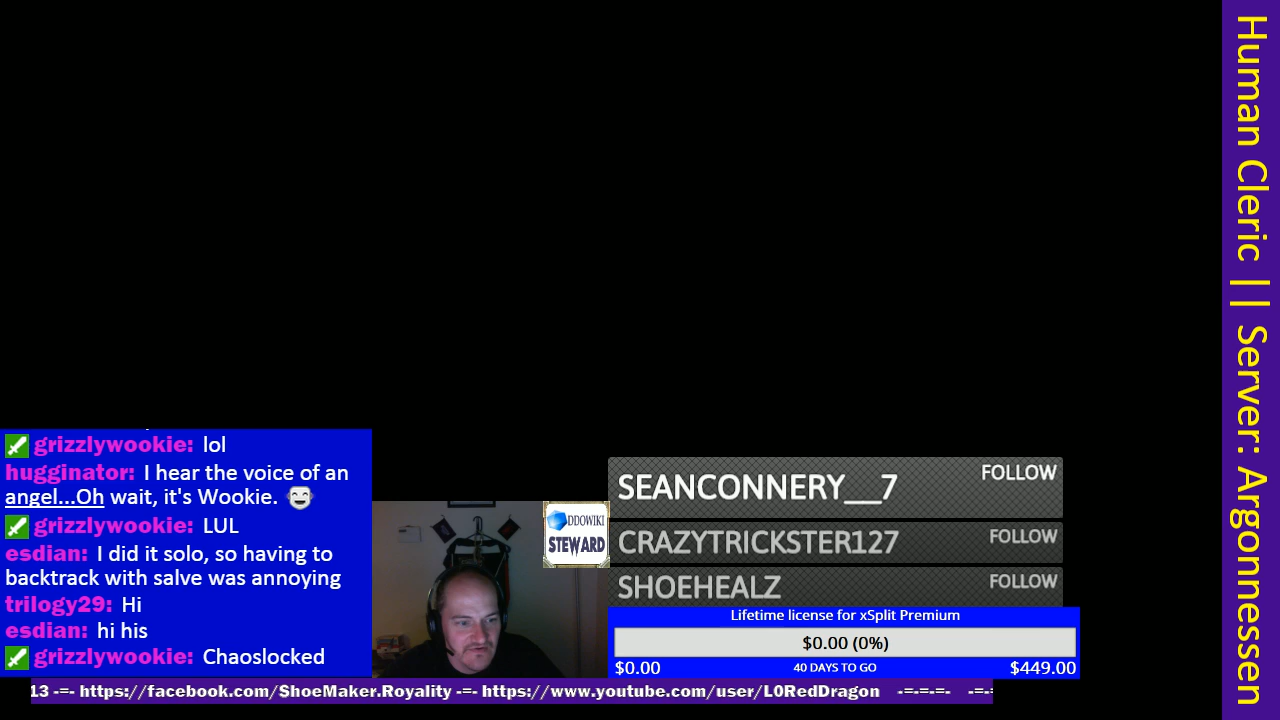 grizzlywookie: lol
hugginator: I hear the voice of an
angel...Oh wait, it's Wookie.
grizzlywookie: LUL
esdian: I did it solo, so having to
backtrack with salve was annoying
trilogy29: Hi
esdian: hi his
grizzlywookie: Chaoslocked
DDOWIKI
STEWARD
SEANCONNERY__7 FOLLOW
CRAZYTRICKSTER127 FOLLOW
SHOEHEALZ FOLLOW
Lifetime license for xSplit Premium
$0.00 (0%)
$0.00 40 DAYS TO GO $449.00
13 -=- https://facebook.com/ShoeMaker.Royality -=- https://www.youtube.com/user/L0RedDragon -=-=-=- -=-=
Human Cleric || Server: Argonnessen